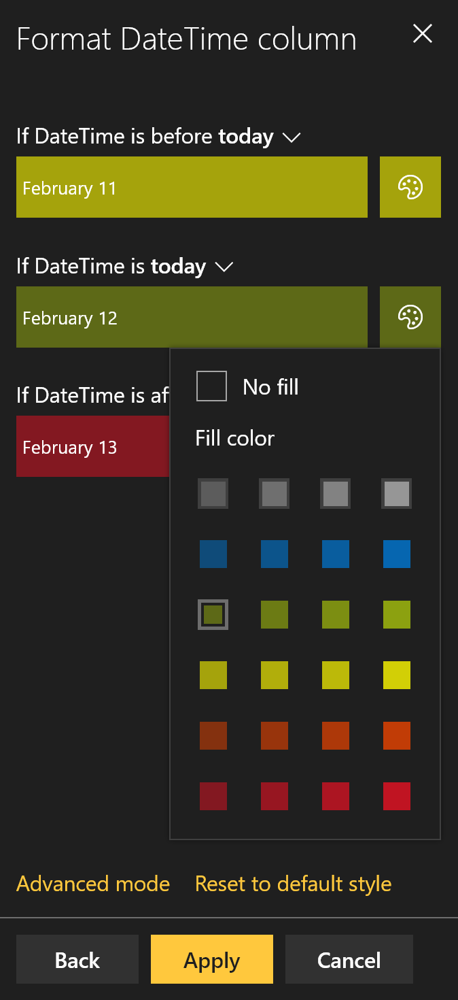 Format DateTime column
If DateTime is before today
February 11
If DateTime is today
February 12
If DateTime is af
February 13
No fill
Fill color
Advanced mode Reset to default style
Back Apply Cancel